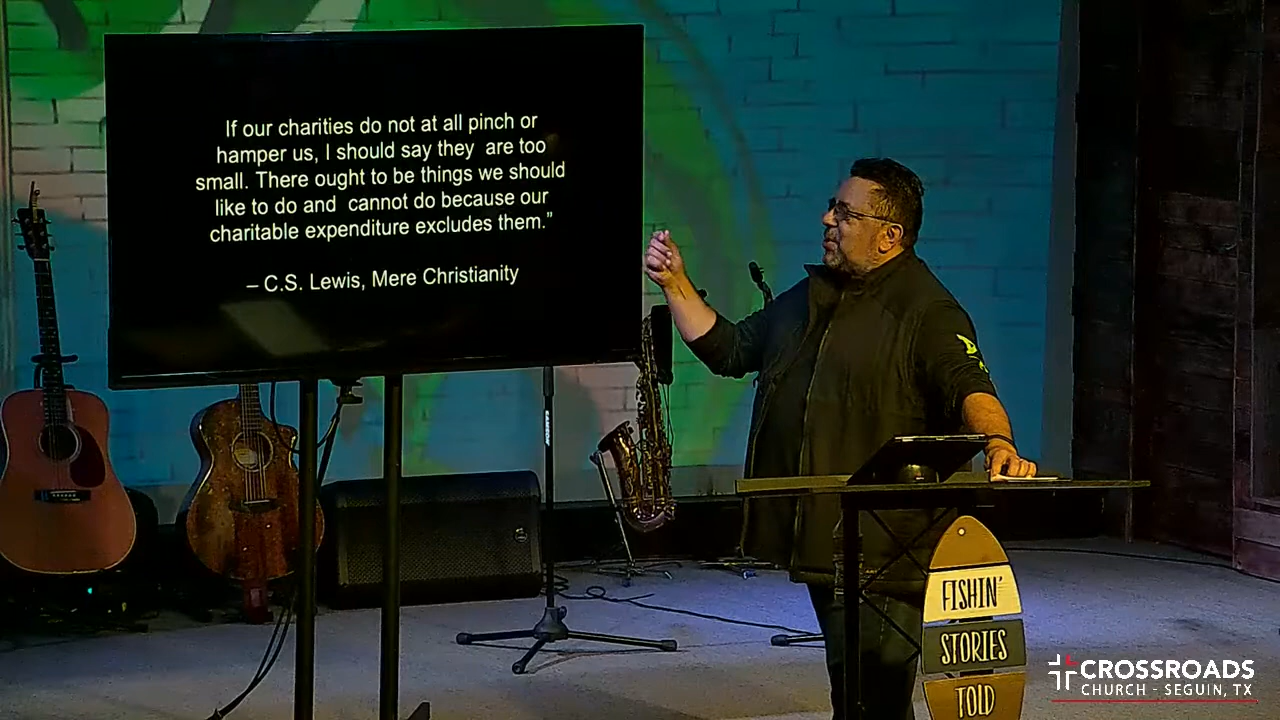 If our charities do not at all pinch or
hamper us, I should say they  are too
small. There ought to be things we should
like to do and  cannot do because our
charitable expenditure excludes them.”
– C.S. Lewis, Mere Christianity
SAMSON
FISHIN'
STORIES
TOLD
CROSSROADS
CHURCH - SEGUIN, TX